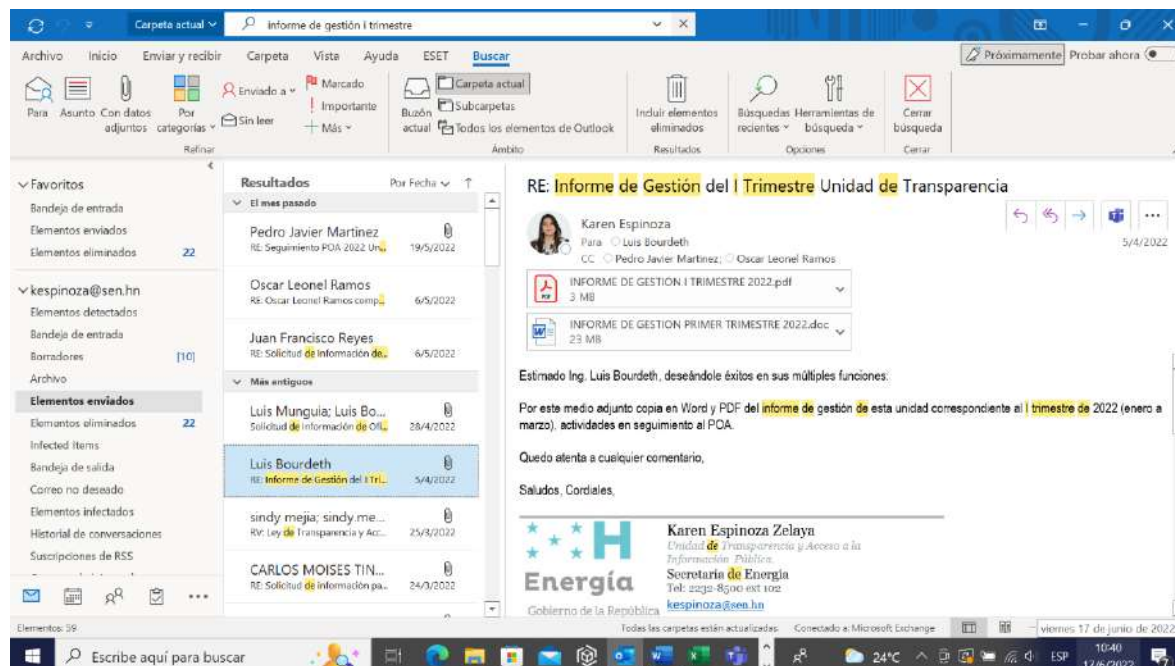 Carpeta actual
informe de gestión i trimestre
Archivo Inicio Enviar y recibir Carpeta Vista Ayuda ESET Buscar
Próximamente Probar ahora
Para Asunto Con datos adjuntos Por categorías
Enviado a
Sin leer
Marcado
Importante
Más
Buzón actual
Carpeta actual
Subcarpetas
Todos los elementos de Outlook
Incluir elementos eliminados
Búsquedas recientes
Herramientas de búsqueda
Cerrar búsqueda
Refinar Ámbito Resultados Opciones Cerrar
Favoritos
Bandeja de entrada
Elementos enviados
Elementos eliminados 22
kespinoza@sen.hn
Elementos detectados
Bandeja de entrada
Borradores [10]
Archivo
Elementos enviados
Elementos eliminados 22
Infected Items
Bandeja de salida
Correo no deseado
Elementos infectados
Historial de conversaciones
Suscripciones de RSS
Resultados Por Fecha
El mes pasado
Pedro Javier Martinez
RE: Seguimiento POA 2022 Un... 19/5/2022
Oscar Leonel Ramos
RE: Oscar Leonel Ramos comp... 6/5/2022
Juan Francisco Reyes
RE: Solicitud de Información de... 6/5/2022
Más antiguos
Luis Munguia; Luis Bo...
Solicitud de Información de Ofi... 28/4/2022
Luis Bourdeth
RE: Informe de Gestión del I Tri... 5/4/2022
sindy mejia; sindy.me...
RV: Ley de Transparencia y Acc... 25/3/2022
CARLOS MOISES TIN...
RE: Solicitud de información pa... 24/3/2022
RE: Informe de Gestión del I Trimestre Unidad de Transparencia
Karen Espinoza
Para Luis Bourdeth
CC Pedro Javier Martinez; Oscar Leonel Ramos
5/4/2022
INFORME DE GESTION I TRIMESTRE 2022.pdf
3 MB
INFORME DE GESTION PRIMER TRIMESTRE 2022.doc
23 MB
Estimado Ing. Luis Bourdeth, deseándole éxitos en sus múltiples funciones:
Por este medio adjunto copia en Word y PDF del informe de gestión de esta unidad correspondiente al I trimestre de 2022 (enero a
marzo). actividades en seguimiento al POA.
Quedo atenta a cualquier comentario,
Saludos, Cordiales,
H
Energía
Gobierno de la República
Karen Espinoza Zelaya
Unidad de Transparencia y Acceso a la
Información Pública.
Secretaría de Energía
Tel: 2232-8500 ext 102
kespinoza@sen.hn
Elementos: 59 Todas las carpetas están actualizadas. Conectado a: Microsoft Exchange
viernes 17 de junio de 2022
Escribe aquí para buscar
24°C ESP 10:40
17/6/2022